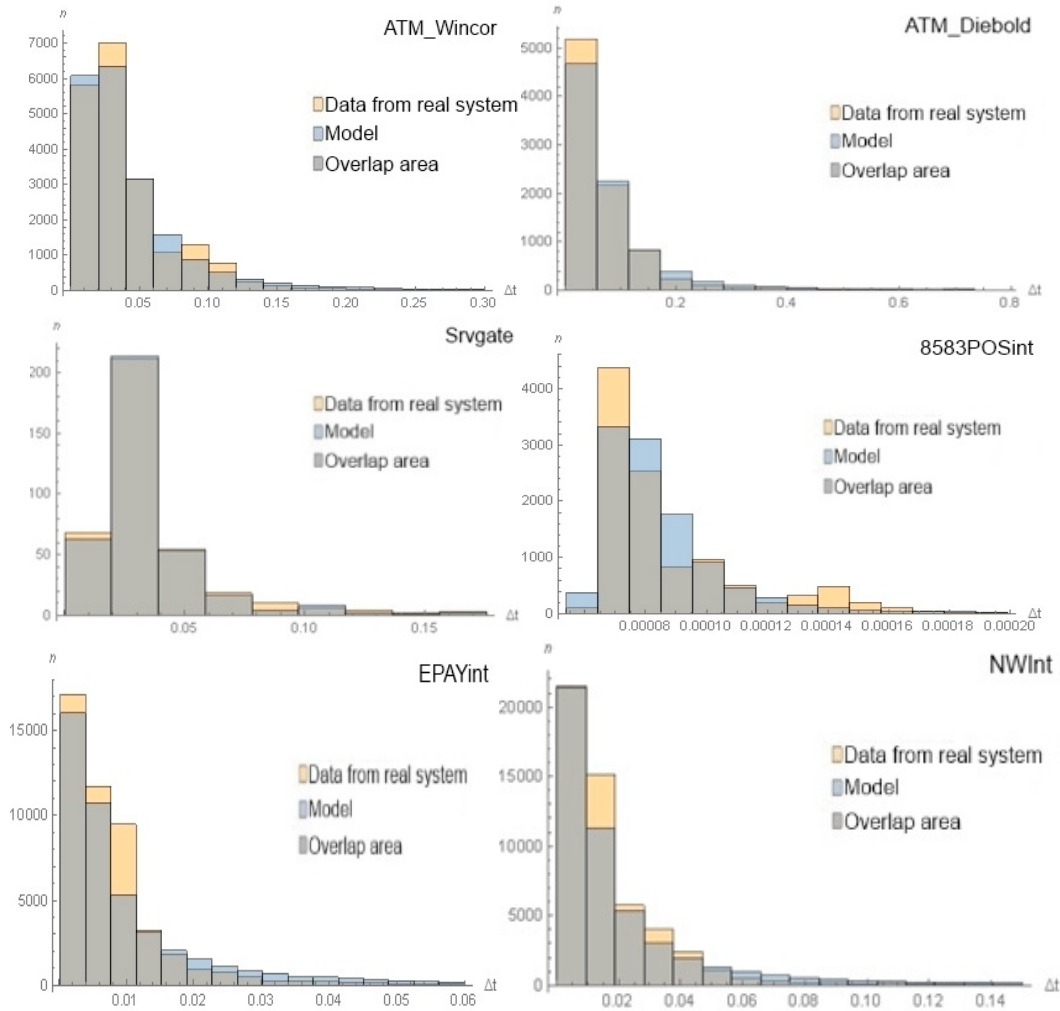 n
ATM_Wincor
7000
6000
5000
4000
3000
2000
1000
0
Data from real system
Model
Overlap area
0.05 0.10 0.15 0.20 0.25 0.30 Δt
n
ATM_Diebold
5000
4000
3000
2000
1000
0
Data from real system
Model
Overlap area
0.2 0.4 0.6 0.8 Δt
n
Srvgate
200
150
100
50
0
Data from real system
Model
Overlap area
0.05 0.10 0.15 Δt
n
8583POSint
4000
3000
2000
1000
0
Data from real system
Model
Overlap area
0.00008 0.00010 0.00012 0.00014 0.00016 0.00018 0.00020 Δt
n
EPAYint
15000
10000
5000
0
Data from real system
Model
Overlap area
0.01 0.02 0.03 0.04 0.05 0.06 Δt
n
NWInt
20000
15000
10000
5000
0
Data from real system
Model
Overlap area
0.02 0.04 0.06 0.08 0.10 0.12 0.14 Δt